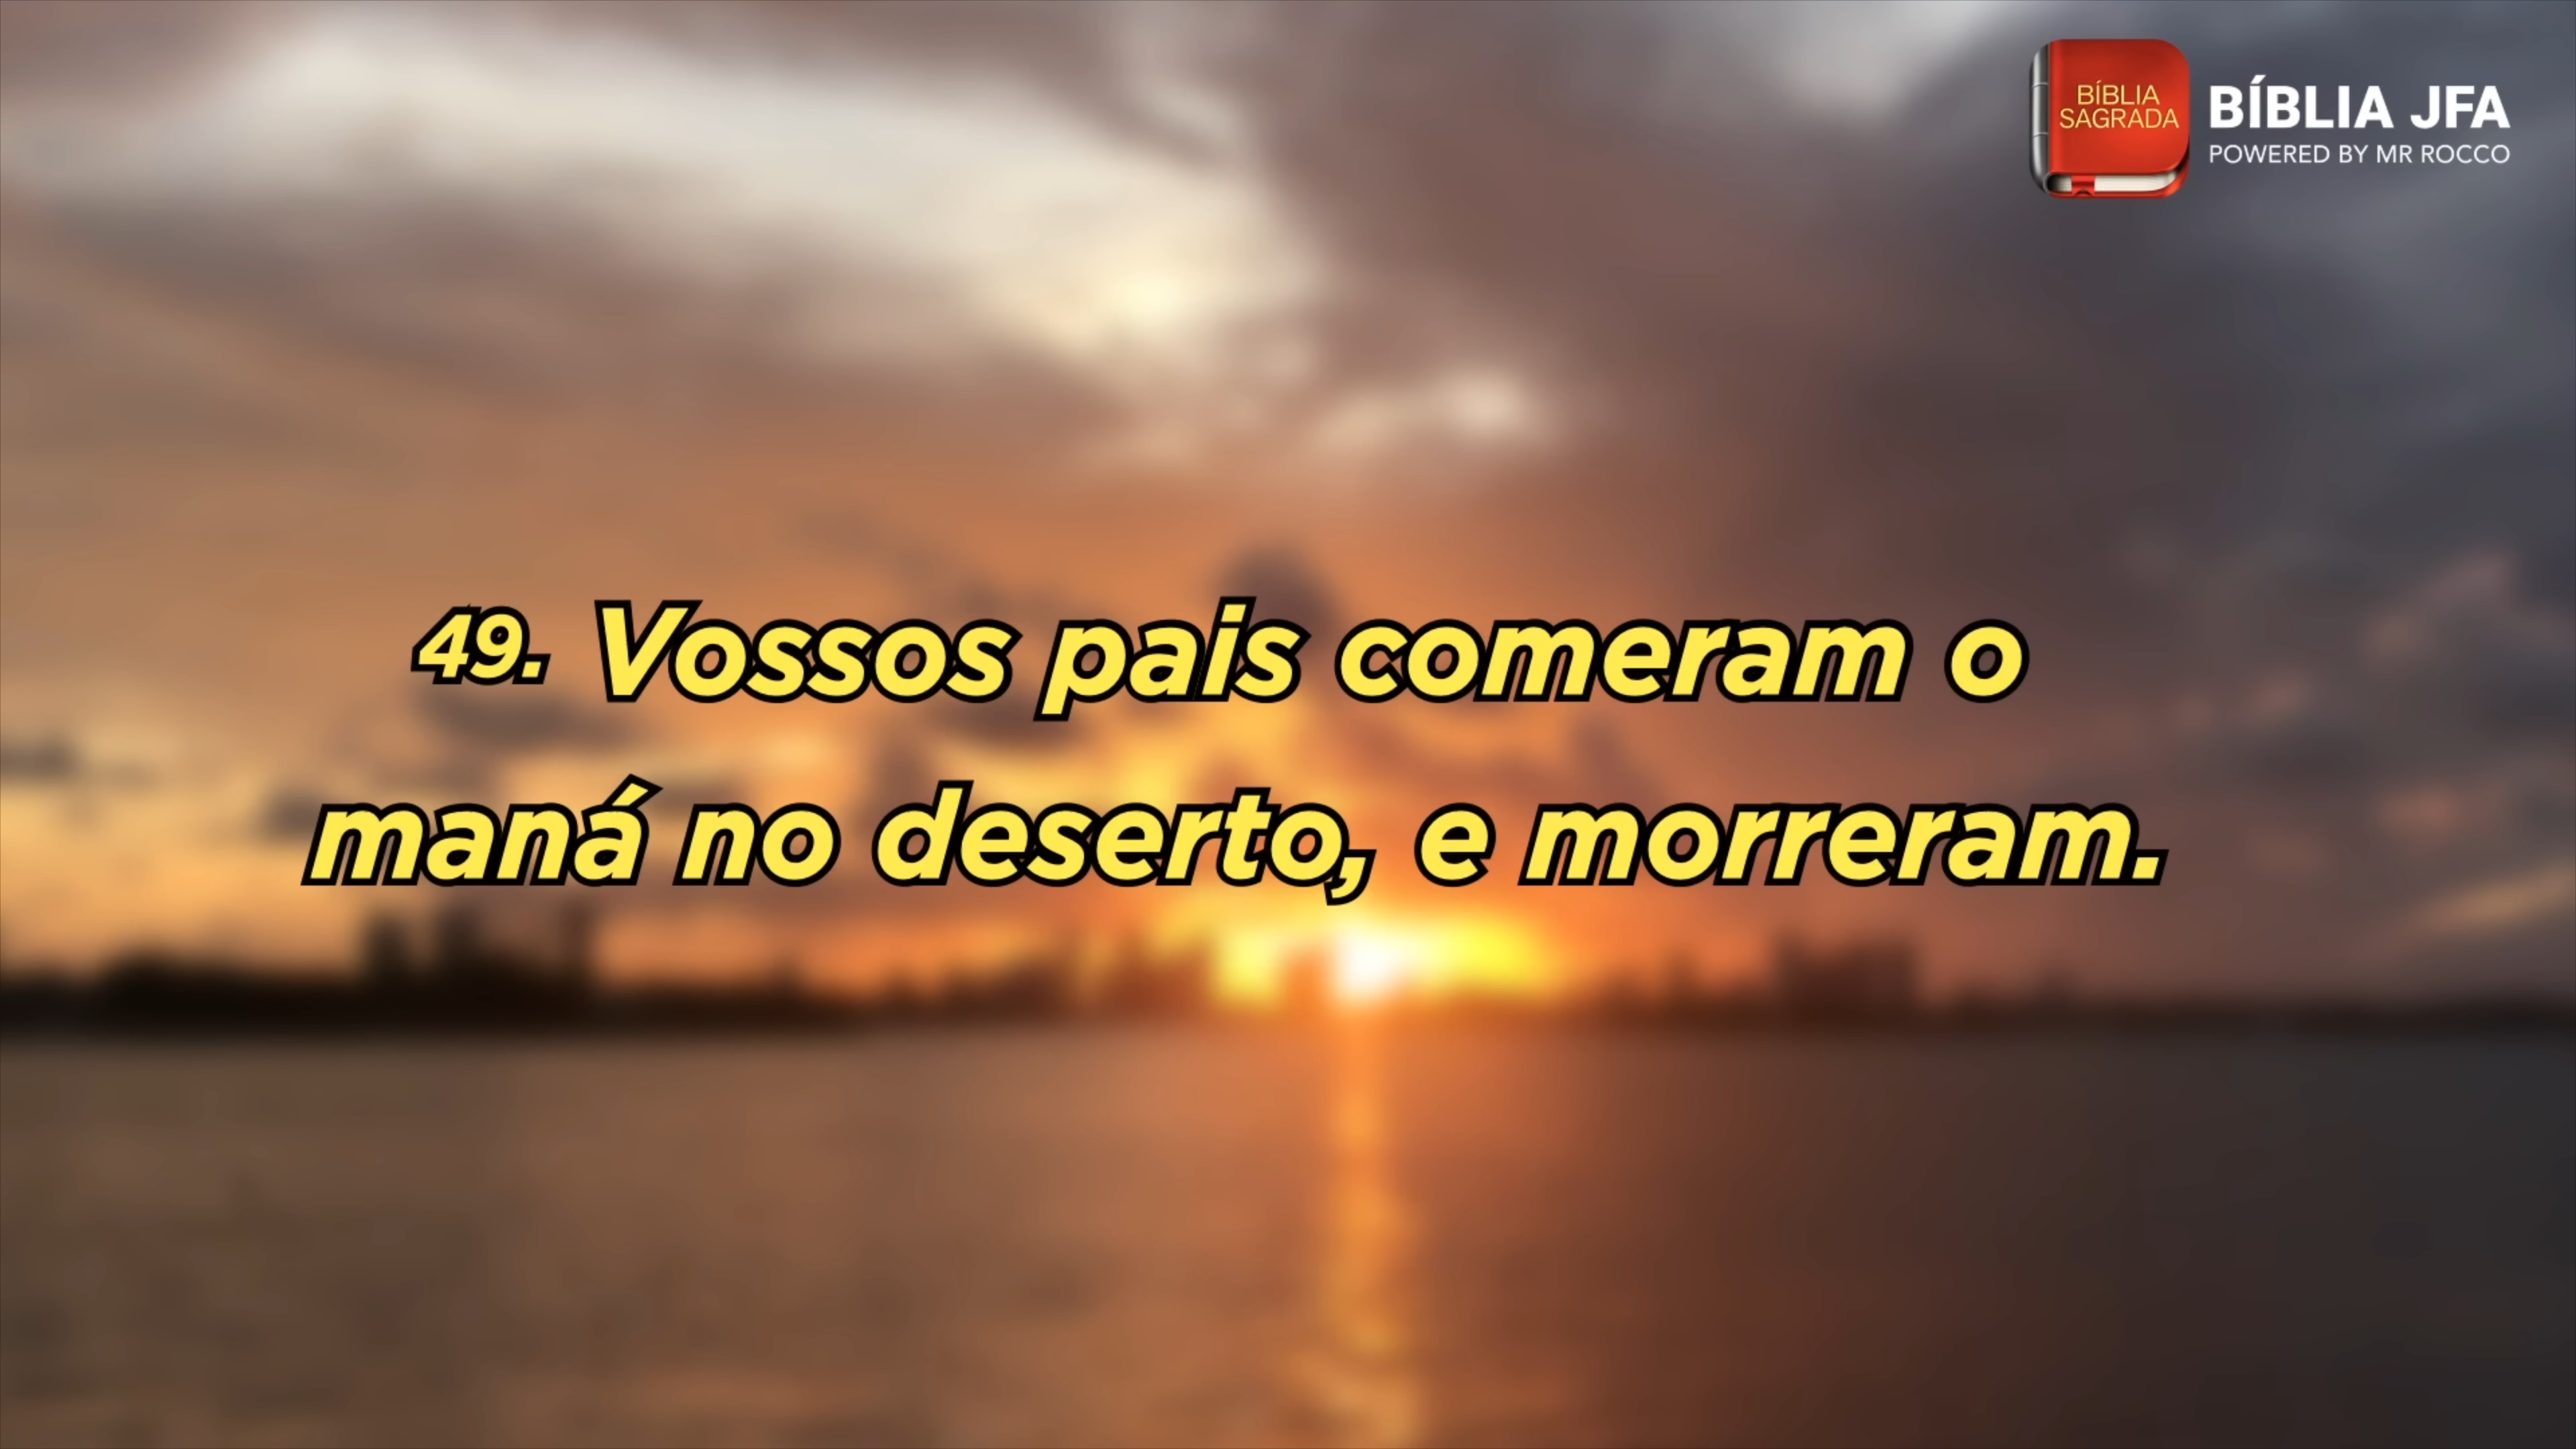 BÍBLIA
SAGRADA
BÍBLIA JFA
POWERED BY MR ROCCO
49. Vossos pais comeram o
maná no deserto, e morreram.